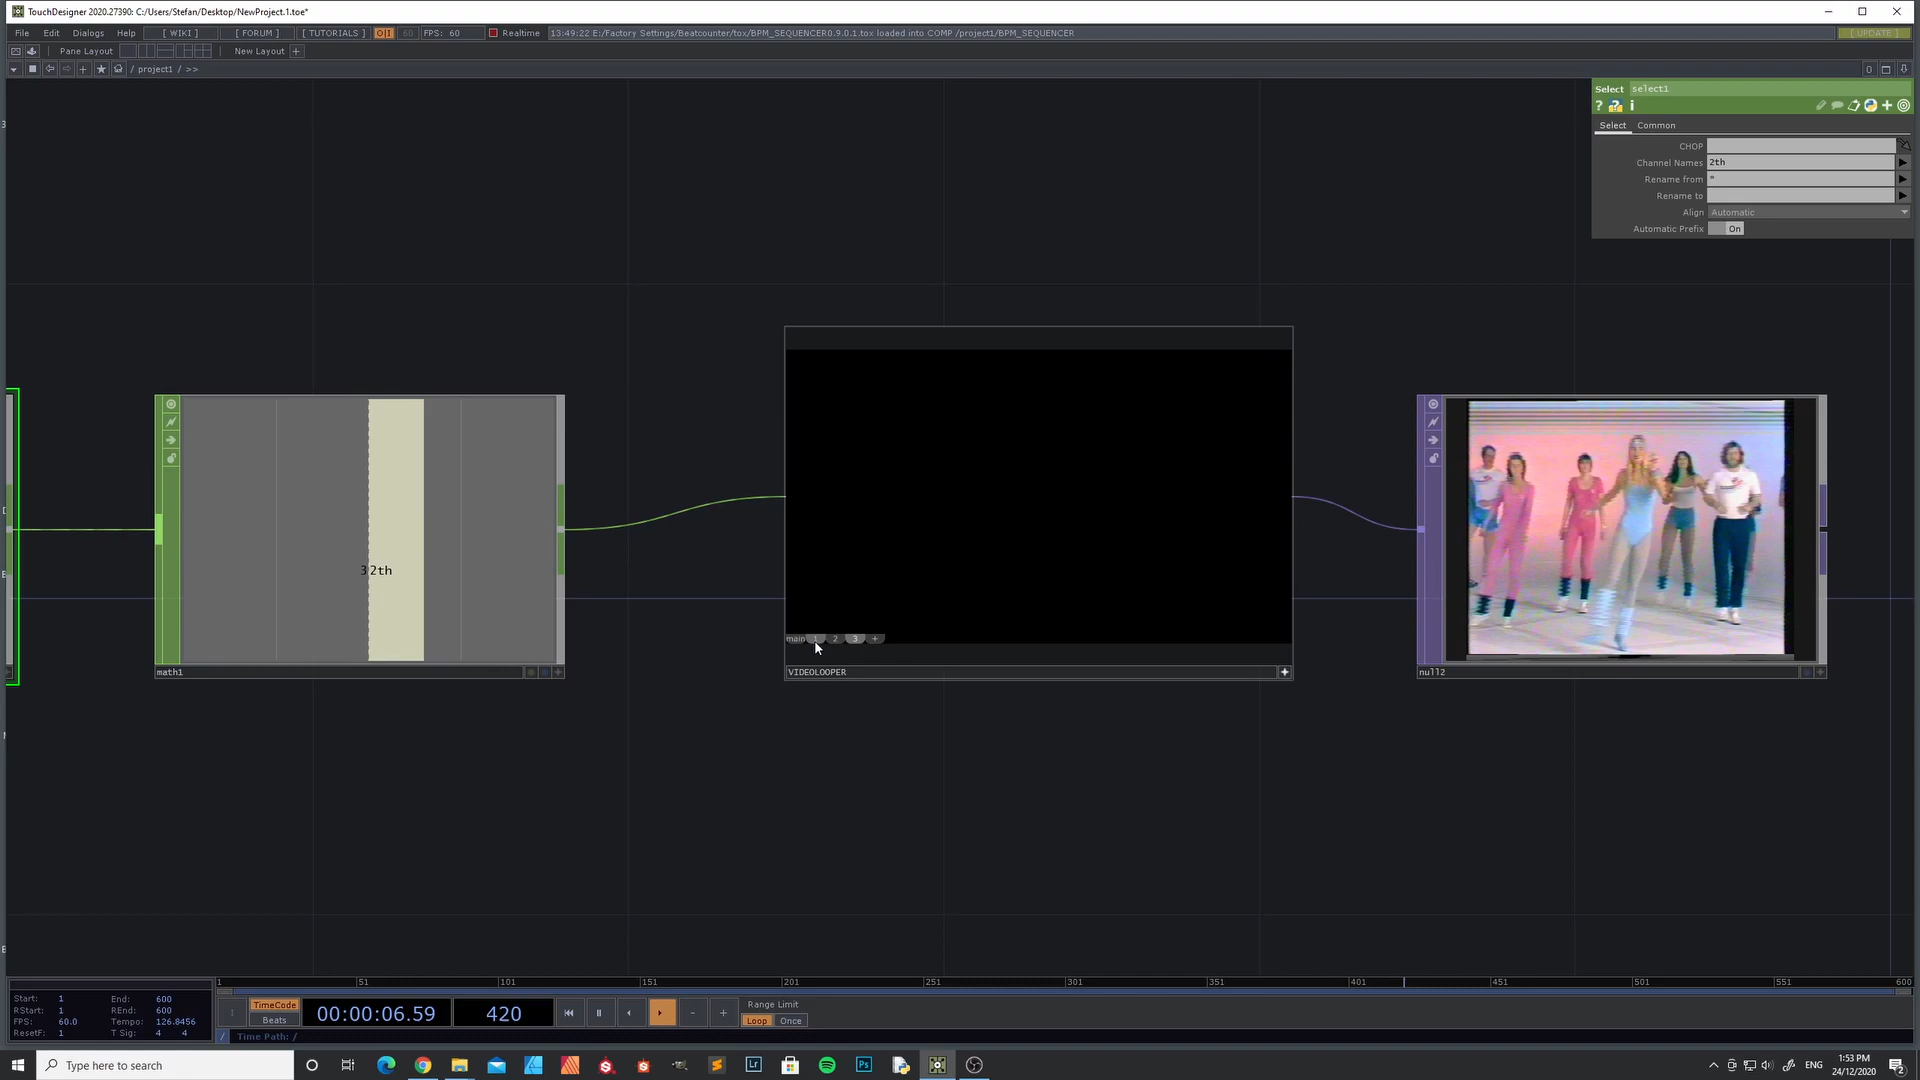 TouchDesigner 2020.27390: C:/Users/Stefan/Desktop/NewProject.1.toe*
File Edit Dialogs Help [ WIKI ] [ FORUM ] [ TUTORIALS ] O|I 60 FPS: 60 Realtime 13:49:22 E:/Factory Settings/Beatcounter/tox/BPM_SEQUENCER0.9.0.1.tox loaded into COMP /project1/BPM_SEQUENCER [ UPDATE ]
Pane Layout New Layout +
/ project1 / >> 0
Select select1
? i
Select Common
CHOP
Channel Names 2th
Rename from *
Rename to
Align Automatic
Automatic Prefix On
32th
main 1 2 3 +
math1
VIDEOLOOPER
null2
1 51 101 151 201 251 301 351 401 451 501 551 600
Start: 1 End: 600
RStart: 1 REnd: 600
FPS: 60.0 Tempo: 126.8456
ResetF: 1 T Sig: 4 4
TimeCode
Beats
00:00:06.59 420
- +
Range Limit
Loop Once
/ Time Path: /
Type here to search
Lr
Ps
ENG
1:53 PM
24/12/2020
2